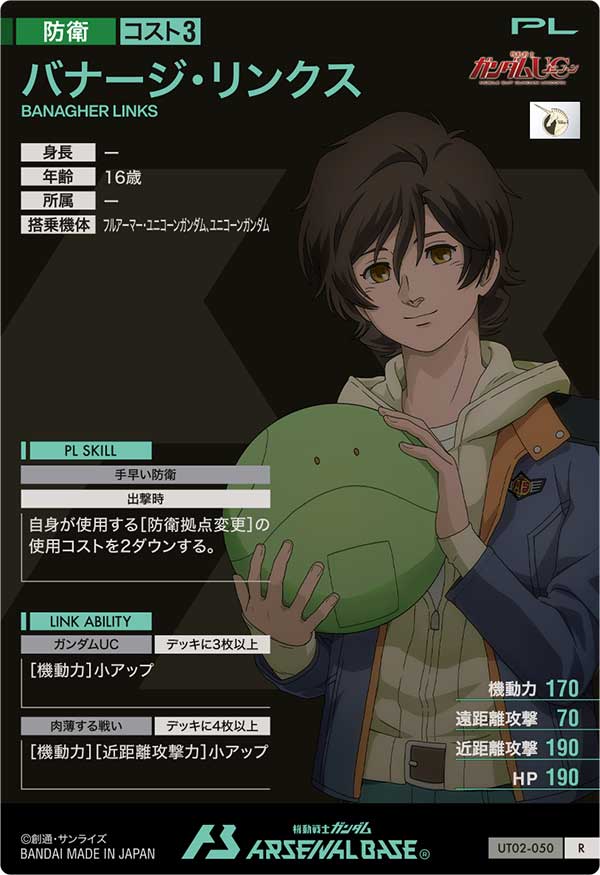 防衛 コスト3
PL
バナージ・リンクス
BANAGHER LINKS
機動戦士
ガンダムUC
身長 ー
年齢 16歳
所属 ー
搭乗機体 フルアーマー・ユニコーンガンダム、ユニコーンガンダム
PL SKILL
手早い防衛
出撃時
自身が使用する[防衛拠点変更]の
使用コストを2ダウンする。
LINK ABILITY
ガンダムUC デッキに3枚以上
[機動力]小アップ
肉薄する戦い デッキに4枚以上
[機動力][近距離攻撃力]小アップ
機動力 170
遠距離攻撃 70
近距離攻撃 190
HP 190
©創通・サンライズ
BANDAI MADE IN JAPAN
機動戦士ガンダム
AB ARSENAL BASE®
UT02-050 R